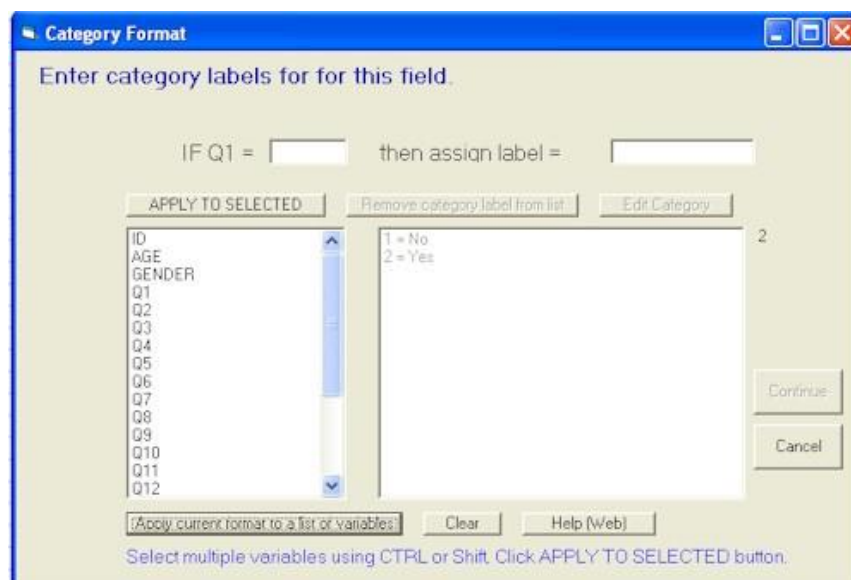 Category Format
Enter category labels for for this field.
IF Q1 = then assign label =
APPLY TO SELECTED Remove category label from list Edit Category
ID
AGE
GENDER
Q1
Q2
Q3
Q4
Q5
Q6
Q7
Q8
Q9
Q10
Q11
Q12
1 = No
2 = Yes
2
Continue
Cancel
Apply current format to a list of variables Clear Help (Web)
Select multiple variables using CTRL or Shift. Click APPLY TO SELECTED button.